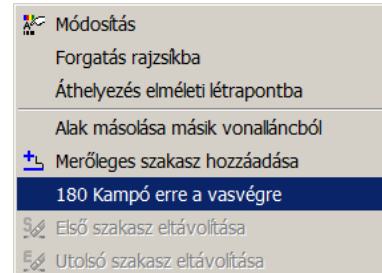 Módosítás
Forgatás rajzsíkba
Áthelyezés elméleti létrapontba
Alak másolása másik vonalláncból
Merőleges szakasz hozzáadása
180 Kampó erre a vasvégre
Első szakasz eltávolítása
Utolsó szakasz eltávolítása